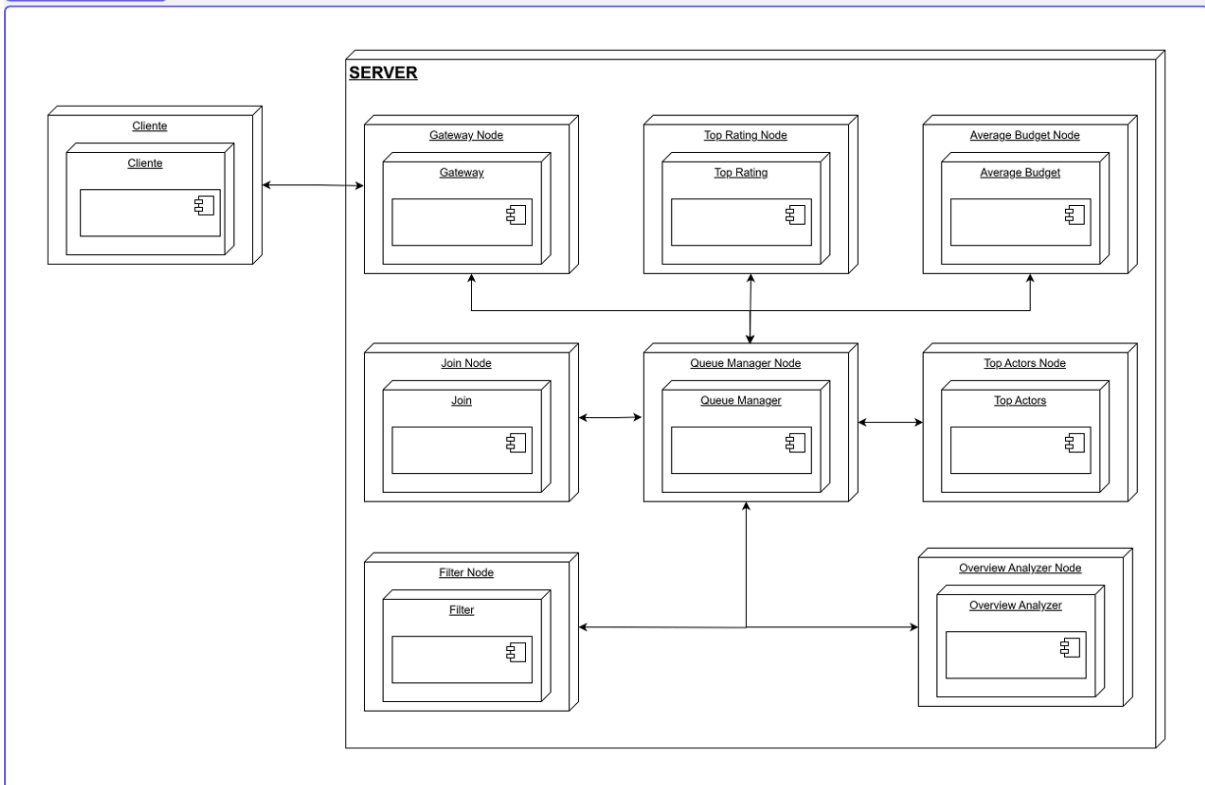 SERVER
Cliente
Cliente
Gateway Node
Gateway
Top Rating Node
Top Rating
Average Budget Node
Average Budget
Join Node
Join
Queue Manager Node
Queue Manager
Top Actors Node
Top Actors
Filter Node
Filter
Overview Analyzer Node
Overview Analyzer